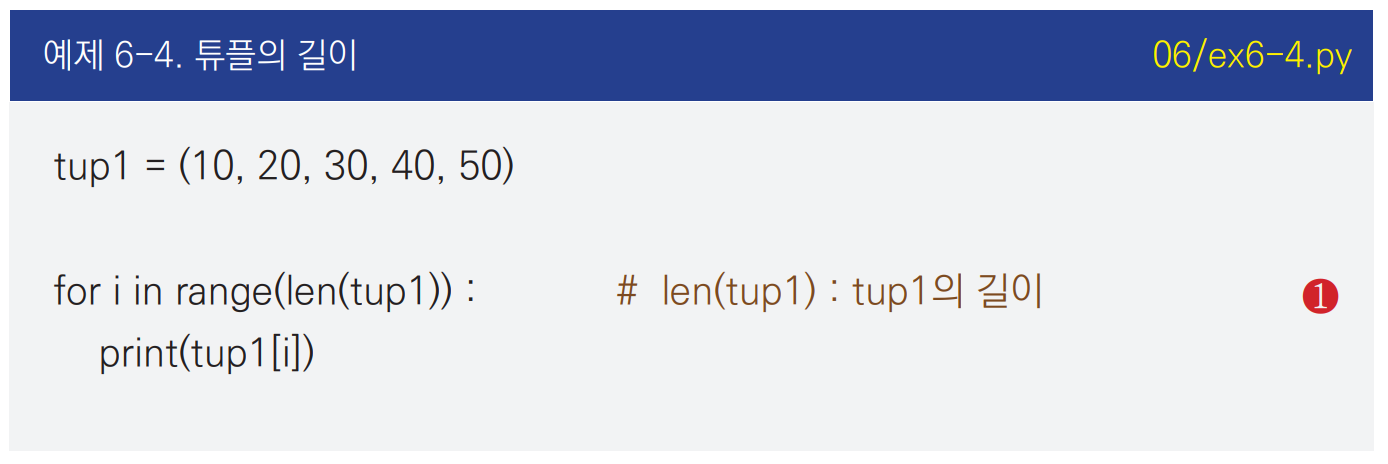 예제 6-4. 튜플의 길이 06/ex6-4.py
tup1 = (10, 20, 30, 40, 50)
for i in range(len(tup1)) : # len(tup1) : tup1의 길이 1
print(tup1[i])